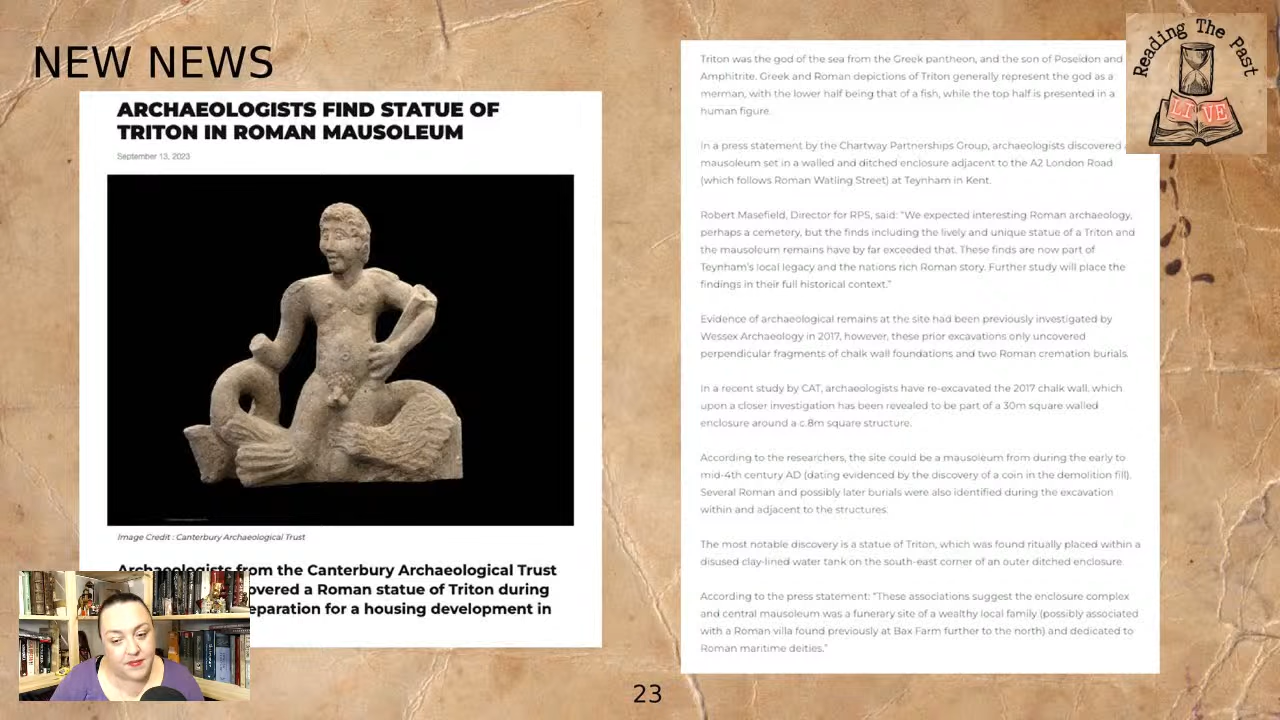 NEW NEWS
ARCHAEOLOGISTS FIND STATUE OF
TRITON IN ROMAN MAUSOLEUM
September 13, 2023
Image Credit : Canterbury Archaeological Trust
Archaeologists from the Canterbury Archaeological Trust
overed a Roman statue of Triton during
eparation for a housing development in
Triton was the god of the sea from the Greek pantheon, and the son of Poseidon and
Amphitrite. Greek and Roman depictions of Triton generally represent the god as a
merman, with the lower half being that of a fish, while the top half is presented in a
human figure.
In a press statement by the Chartway Partnerships Group, archaeologists discovered a
mausoleum set in a walled and ditched enclosure adjacent to the A2 London Road
(which follows Roman Watling Street) at Teynham in Kent.
Robert Masefield, Director for RPS, said: “We expected interesting Roman archaeology,
perhaps a cemetery, but the finds including the lively and unique statue of a Triton and
the mausoleum remains have by far exceeded that. These finds are now part of
Teynham’s local legacy and the nations rich Roman story. Further study will place the
findings in their full historical context.”
Evidence of archaeological remains at the site had been previously investigated by
Wessex Archaeology in 2017, however, these prior excavations only uncovered
perpendicular fragments of chalk wall foundations and two Roman cremation burials.
In a recent study by CAT, archaeologists have re-excavated the 2017 chalk wall, which
upon a closer investigation has been revealed to be part of a 30m square walled
enclosure around a c.8m square structure.
According to the researchers, the site could be a mausoleum from during the early to
mid-4th century AD (dating evidenced by the discovery of a coin in the demolition fill).
Several Roman and possibly later burials were also identified during the excavation
within and adjacent to the structures.
The most notable discovery is a statue of Triton, which was found ritually placed within a
disused clay-lined water tank on the south-east corner of an outer ditched enclosure.
According to the press statement: “These associations suggest the enclosure complex
and central mausoleum was a funerary site of a wealthy local family (possibly associated
with a Roman villa found previously at Bax Farm further to the north) and dedicated to
Roman maritime deities.”
Reading The Past
LIVE
23